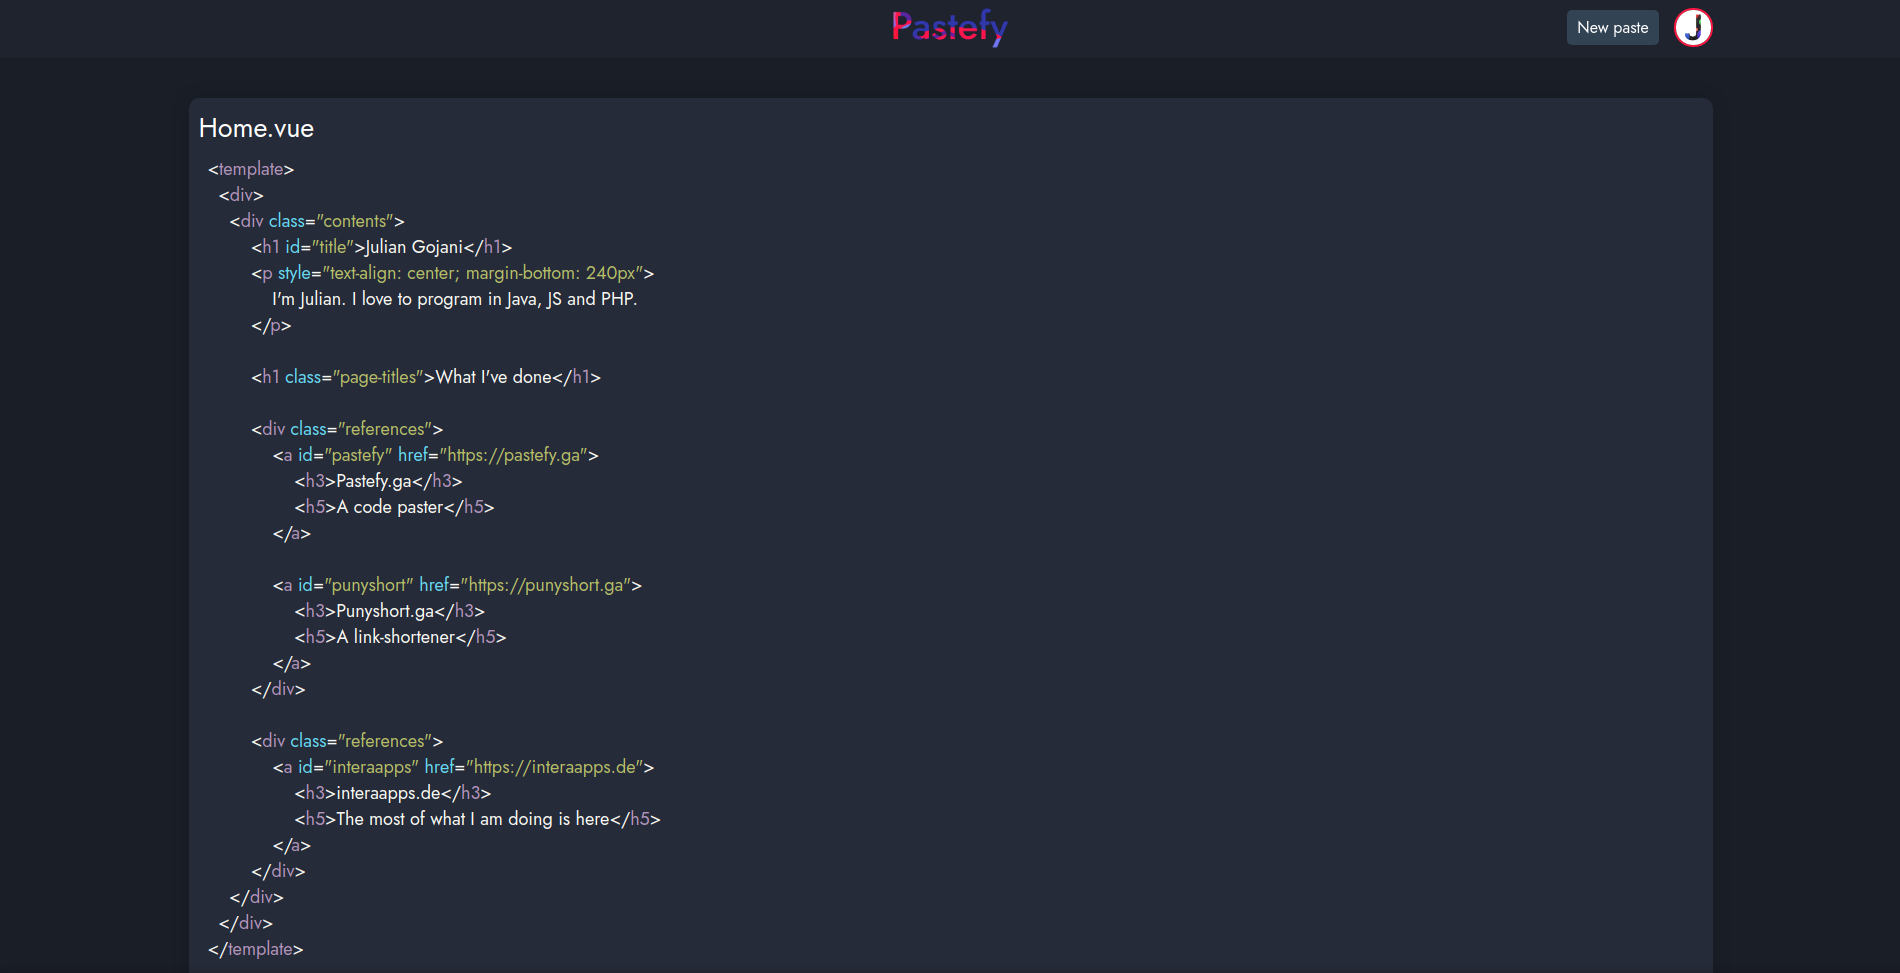 Pastefy
New paste
J
Home.vue
<template>
<div>
<div class="contents">
<h1 id="title">Julian Gojani</h1>
<p style="text-align: center; margin-bottom: 240px">
I'm Julian. I love to program in Java, JS and PHP.
</p>
<h1 class="page-titles">What I've done</h1>
<div class="references">
<a id="pastefy" href="https://pastefy.ga">
<h3>Pastefy.ga</h3>
<h5>A code paster</h5>
</a>
<a id="punyshort" href="https://punyshort.ga">
<h3>Punyshort.ga</h3>
<h5>A link-shortener</h5>
</a>
</div>
<div class="references">
<a id="interaapps" href="https://interaapps.de">
<h3>interaapps.de</h3>
<h5>The most of what I am doing is here</h5>
</a>
</div>
</div>
</div>
</template>